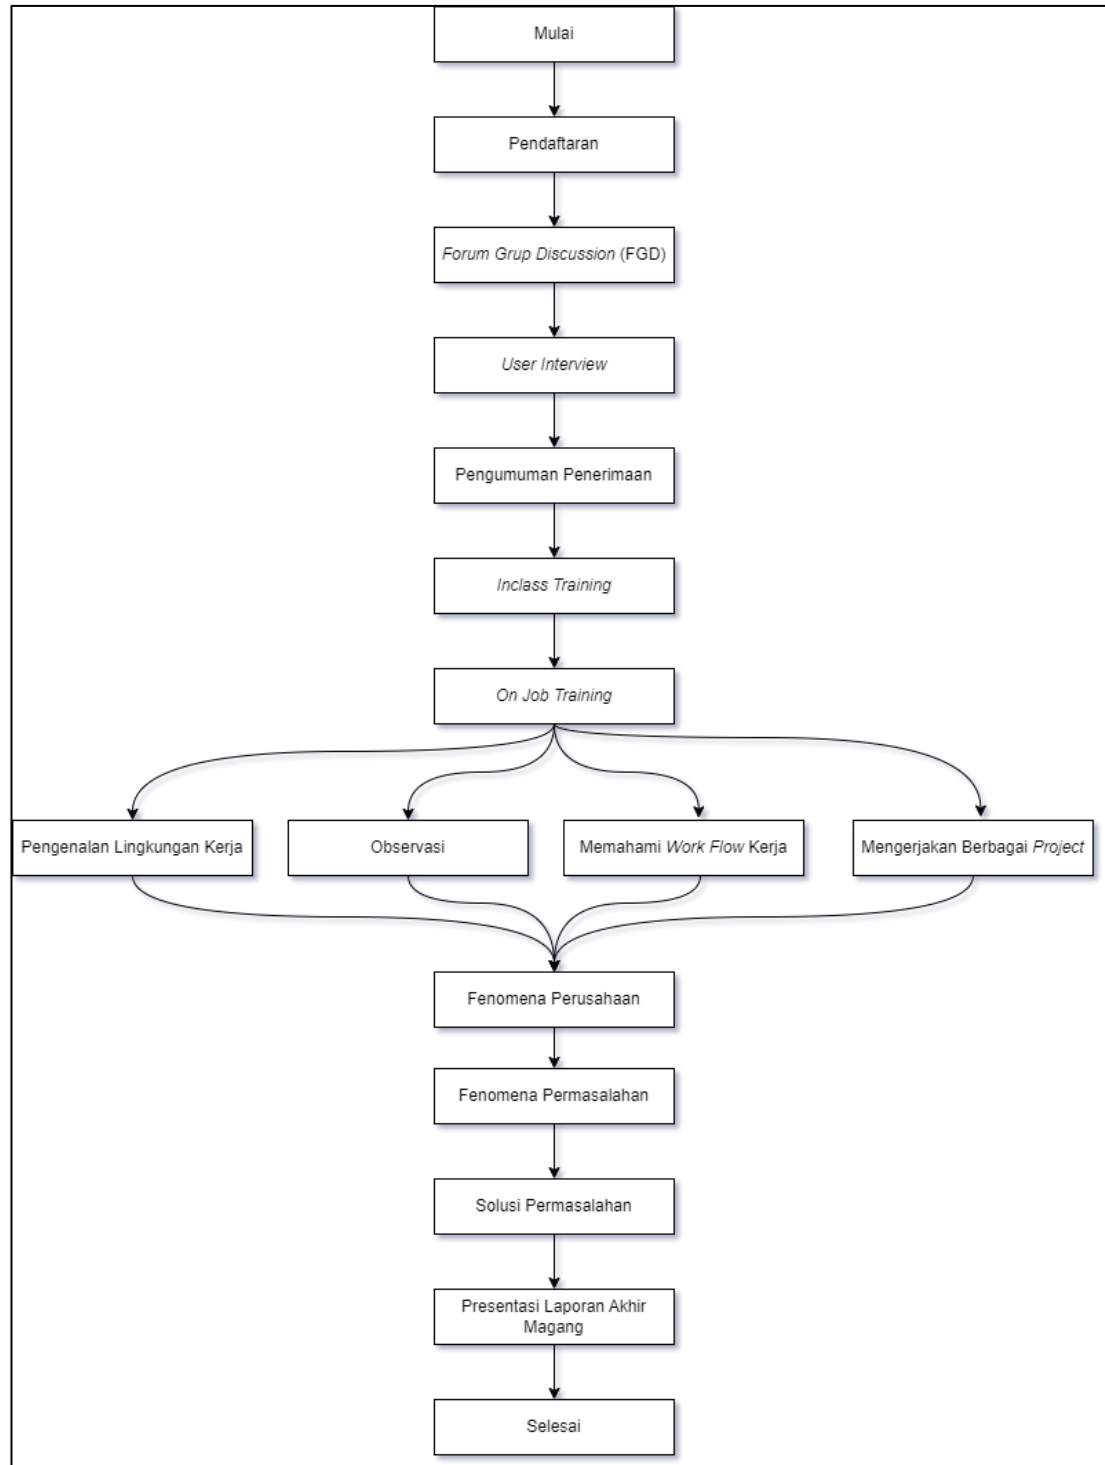 Mulai
Pendaftaran
Forum Grup Discussion (FGD)
User Interview
Pengumuman Penerimaan
Inclass Training
On Job Training
Pengenalan Lingkungan Kerja
Observasi
Memahami Work Flow Kerja
Mengerjakan Berbagai Project
Fenomena Perusahaan
Fenomena Permasalahan
Solusi Permasalahan
Presentasi Laporan Akhir
Magang
Selesai